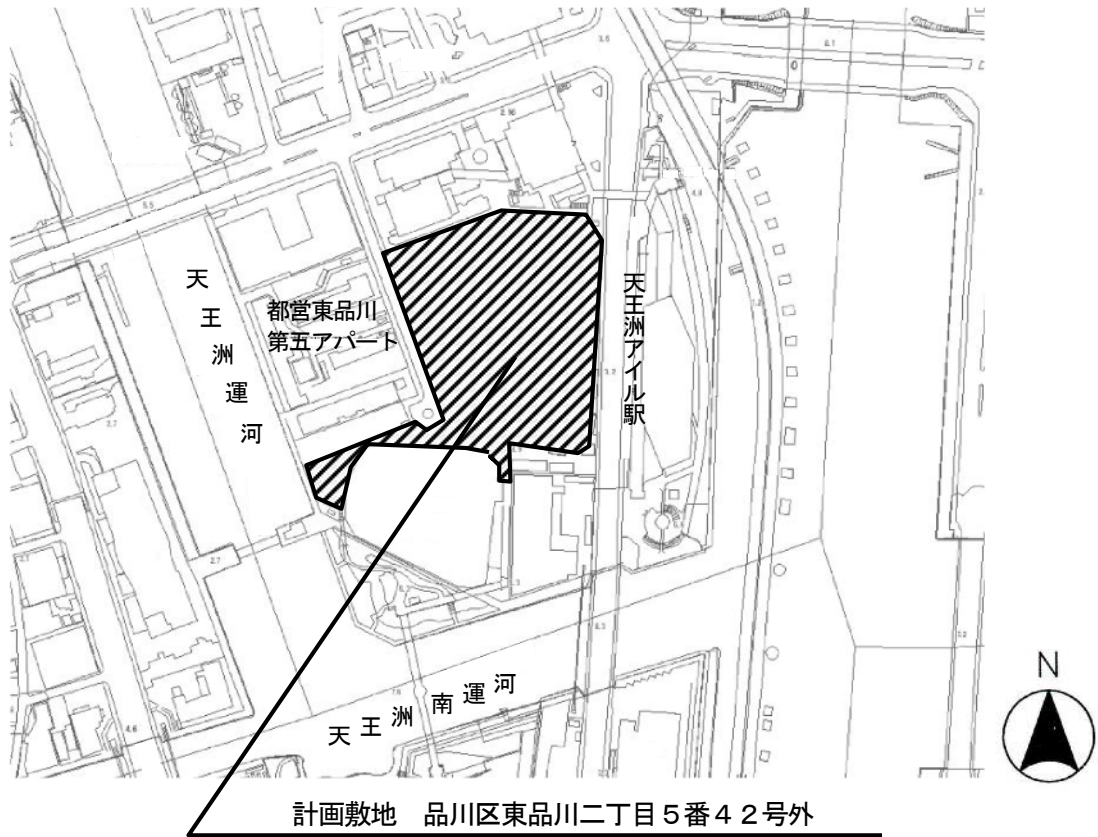 天王洲運河
都営東品川
第五アパート
天王洲アイル駅
天王洲南運河
N
計画敷地 品川区東品川二丁目5番42号外